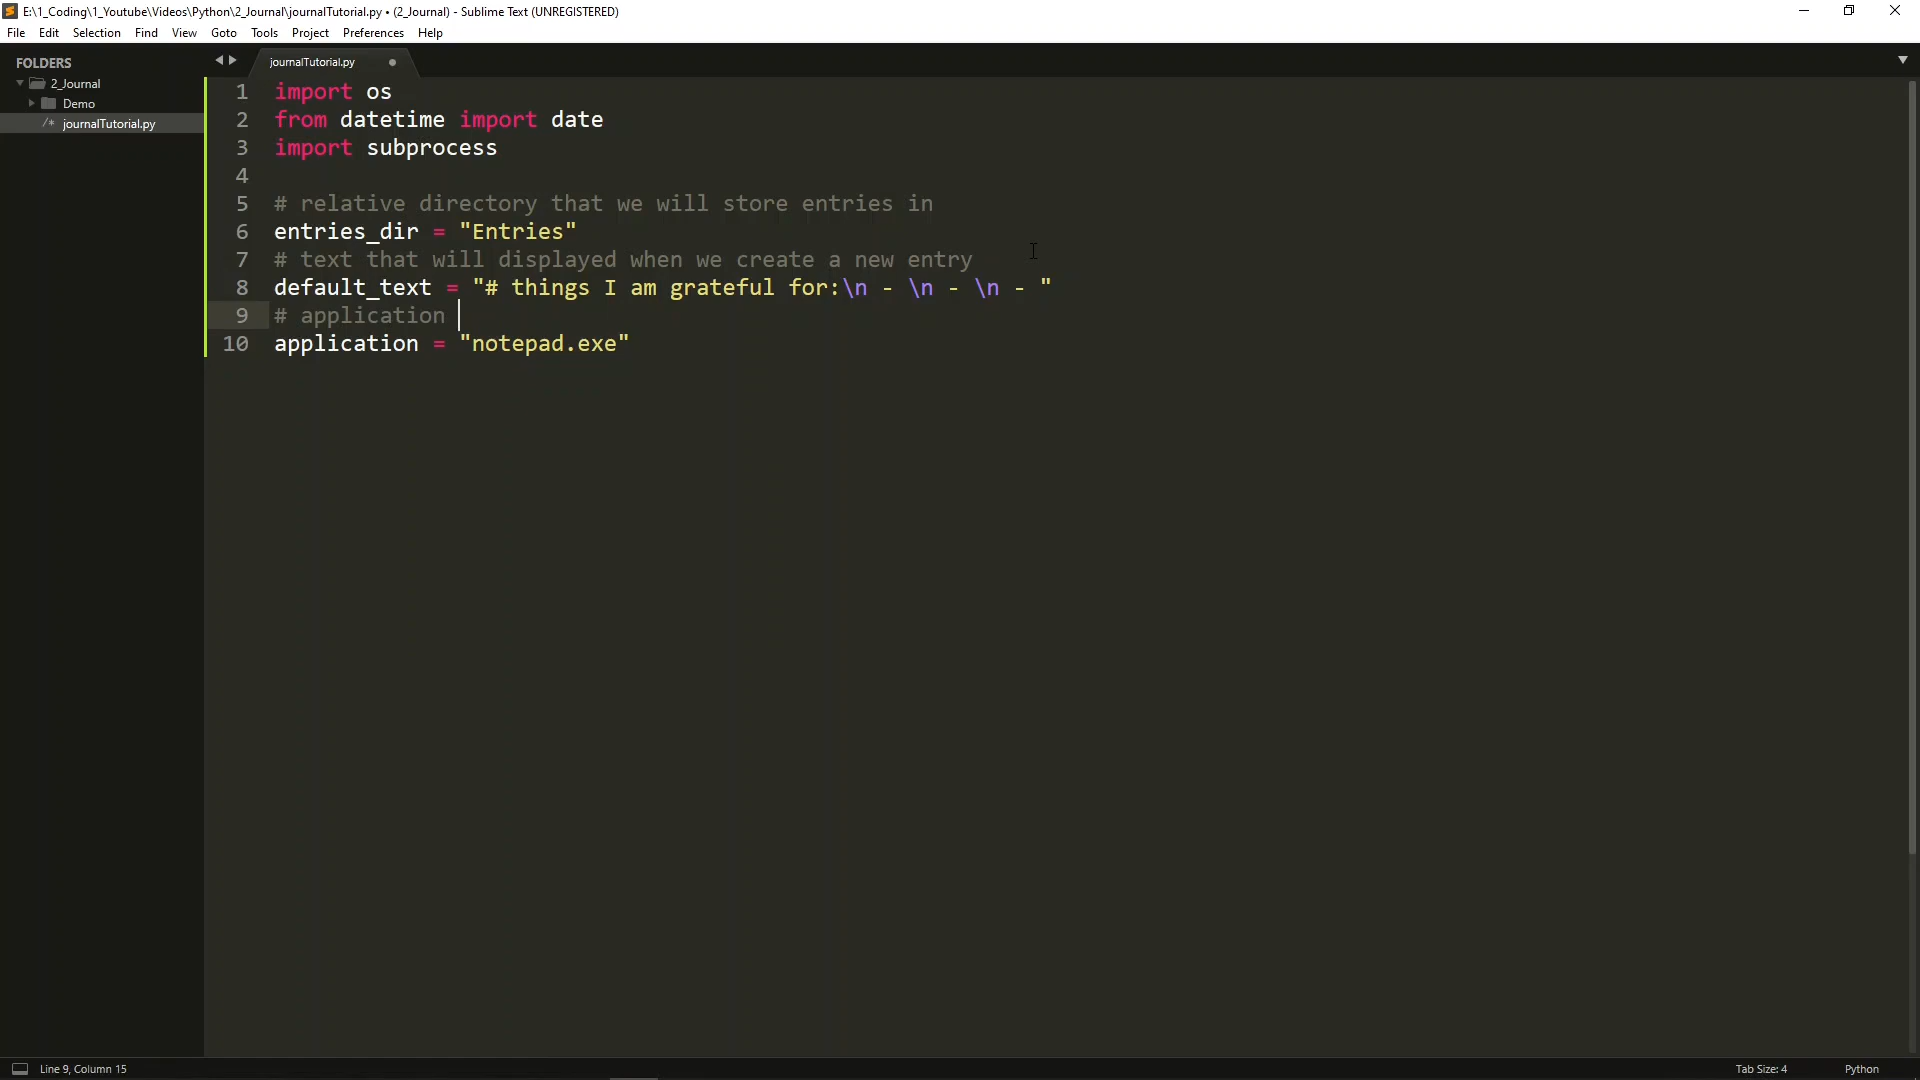 E:\1_Coding\1_Youtube\Videos\Python\2_Journal\journalTutorial.py • (2_Journal) - Sublime Text (UNREGISTERED)
File Edit Selection Find View Goto Tools Project Preferences Help
FOLDERS
2_Journal
Demo
/* journalTutorial.py
journalTutorial.py
1 import os
2 from datetime import date
3 import subprocess
4
5 # relative directory that we will store entries in
6 entries_dir = "Entries"
7 # text that will displayed when we create a new entry
8 default_text = "# things I am grateful for:\n - \n - \n - "
9 # application
10 application = "notepad.exe"
Line 9, Column 15
Tab Size: 4
Python